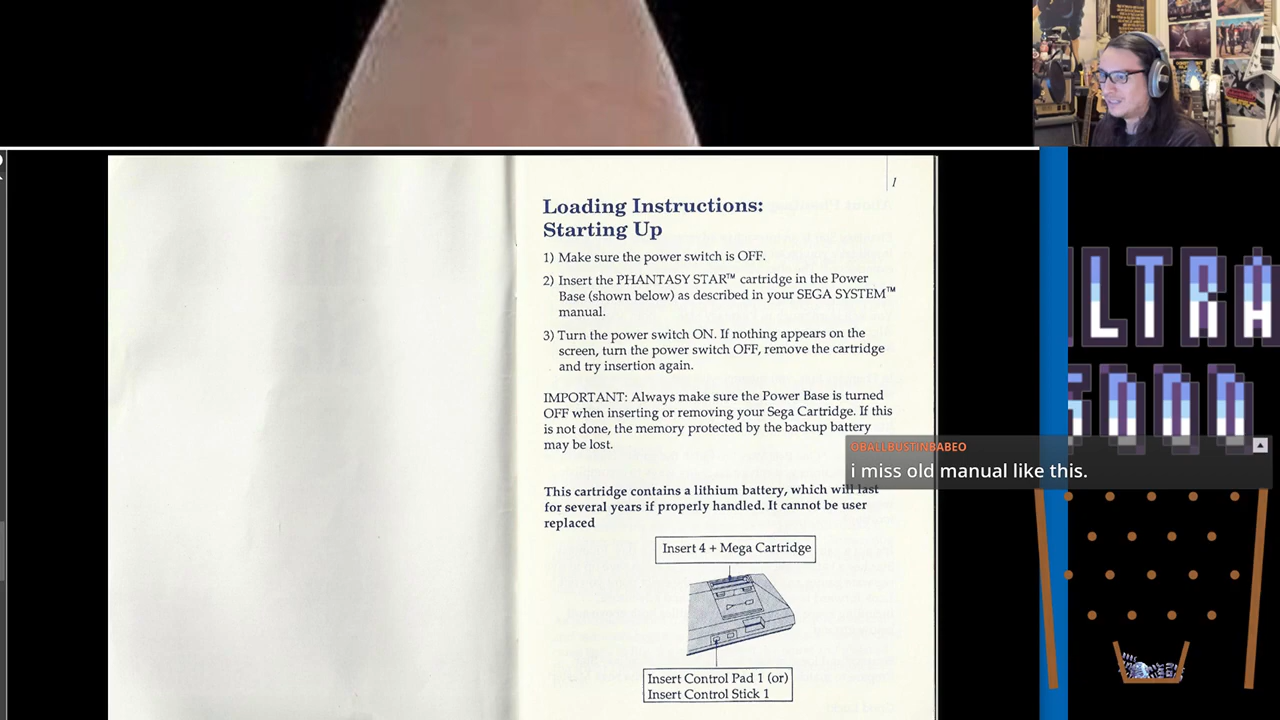 1
Loading Instructions:
Starting Up
1) Make sure the power switch is OFF.
2) Insert the PHANTASY STAR™ cartridge in the Power
Base (shown below) as described in your SEGA SYSTEM™
manual.
3) Turn the power switch ON. If nothing appears on the
screen, turn the power switch OFF, remove the cartridge
and try insertion again.
IMPORTANT: Always make sure the Power Base is turned
OFF when inserting or removing your Sega Cartridge. If this
is not done, the memory protected by the backup battery
may be lost.
This cartridge contains a lithium battery, which will last
for several years if properly handled. It cannot be user
replaced
Insert 4 + Mega Cartridge
Insert Control Pad 1 (or)
Insert Control Stick 1
LTRA
@BALLBUSTINBABEO
i miss old manual like this.